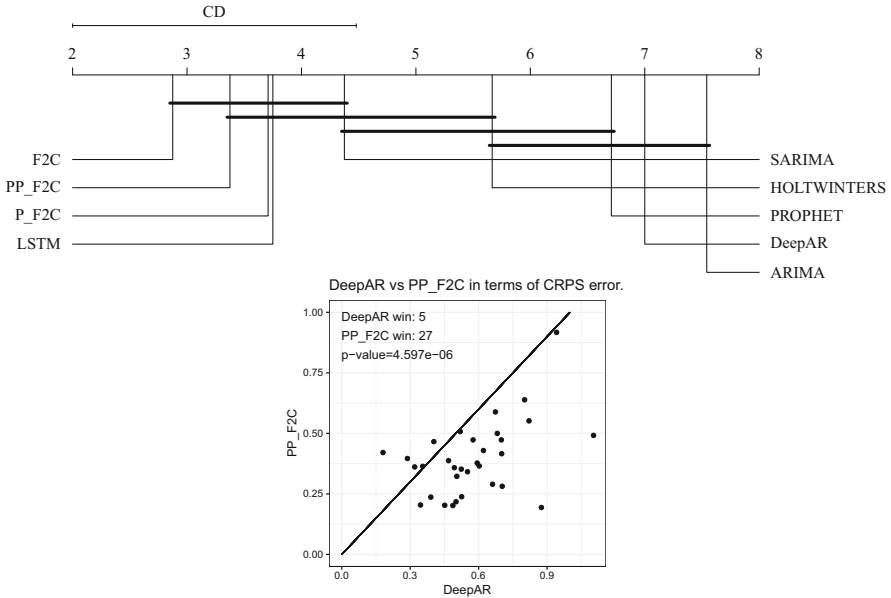 CD
2 3 4 5 6 7 8
F2C
PP_F2C
P_F2C
LSTM
SARIMA
HOLTWINTERS
PROPHET
DeepAR
ARIMA
DeepAR vs PP_F2C in terms of CRPS error.
DeepAR win: 5
PP_F2C win: 27
p−value=4.597e−06
1.00
0.75
0.50
0.25
0.00
PP_F2C
0.0 0.3 0.6 0.9
DeepAR